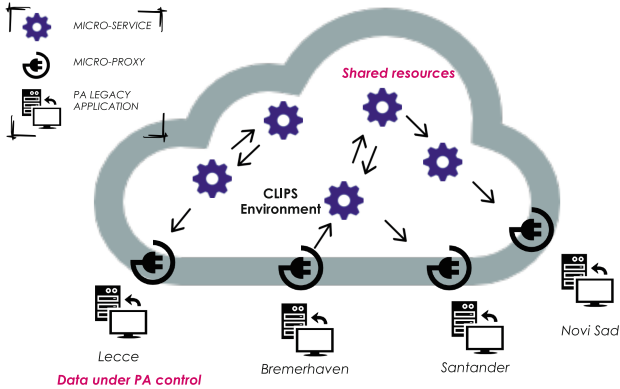 MICRO-SERVICE
MICRO-PROXY
PA LEGACY
APPLICATION
Shared resources
CLIPS
Environment
Novi Sad
Lecce
Bremerhaven
Santander
Data under PA control